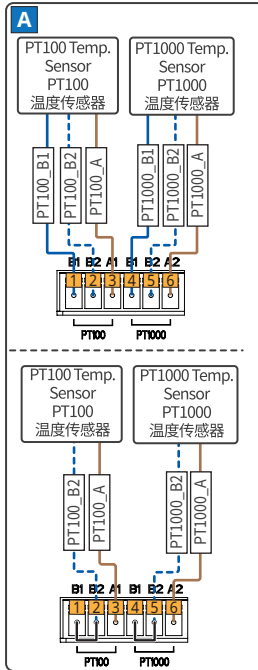 A
PT100 Temp.
Sensor
PT100
温度传感器
PT1000 Temp.
Sensor
PT1000
温度传感器
PT100_B1
PT100_B2
PT100_A
PT1000_B1
PT1000_B2
PT1000_A
B1 B2 A1 B1 B2 A2
1 2 3 4 5 6
PT100 PT1000
PT100 Temp.
Sensor
PT100
温度传感器
PT1000 Temp.
Sensor
PT1000
温度传感器
PT100_B2
PT100_A
PT1000_B2
PT1000_A
B1 B2 A1 B1 B2 A2
1 2 3 4 5 6
PT100 PT1000